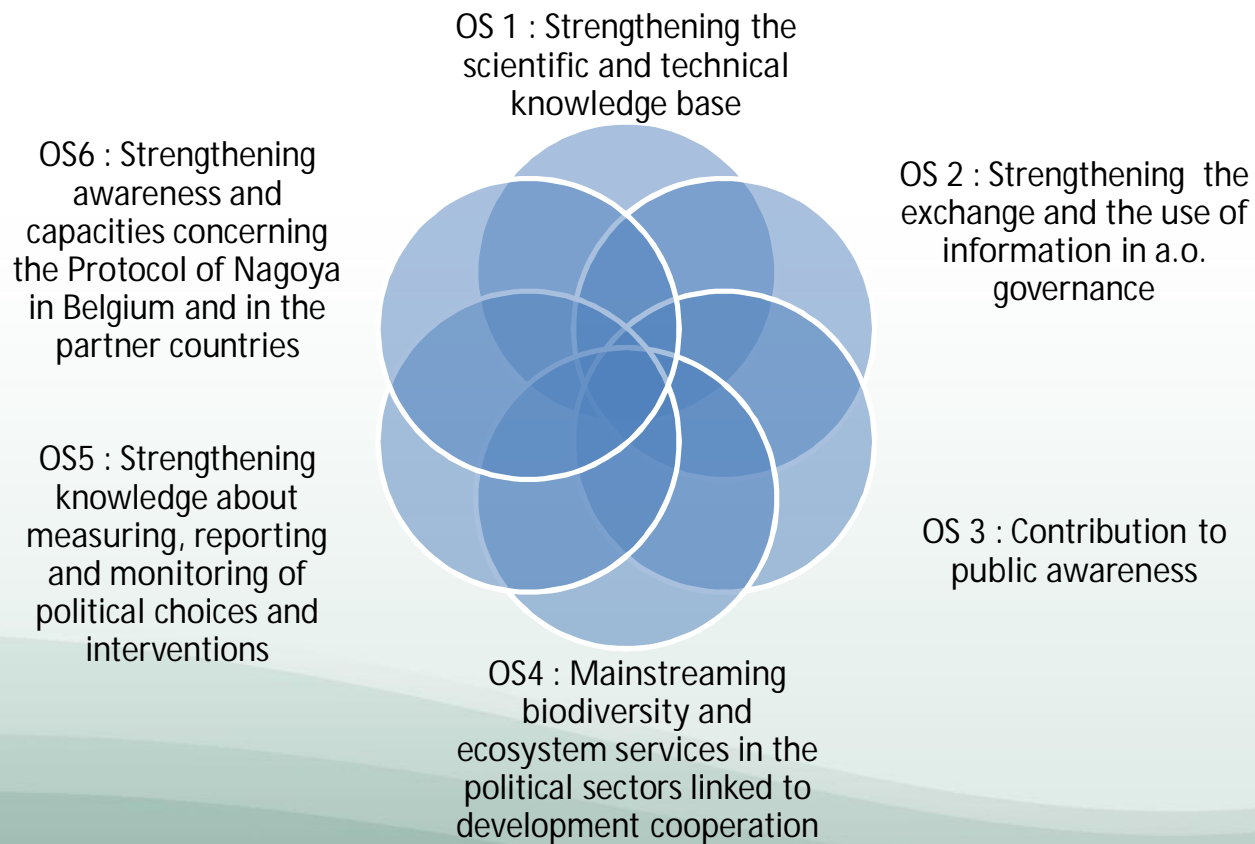 OS 1 : Strengthening the
scientific and technical
knowledge base
OS 2 : Strengthening  the
exchange and the use of
information in a.o.
governance
OS 3 : Contribution to
public awareness
OS4 : Mainstreaming
biodiversity and
ecosystem services in the
political sectors linked to
development cooperation
OS5 : Strengthening
knowledge about
measuring, reporting
and monitoring of
political choices and
interventions
OS6 : Strengthening
awareness and
capacities concerning
the Protocol of Nagoya
in Belgium and in the
partner countries